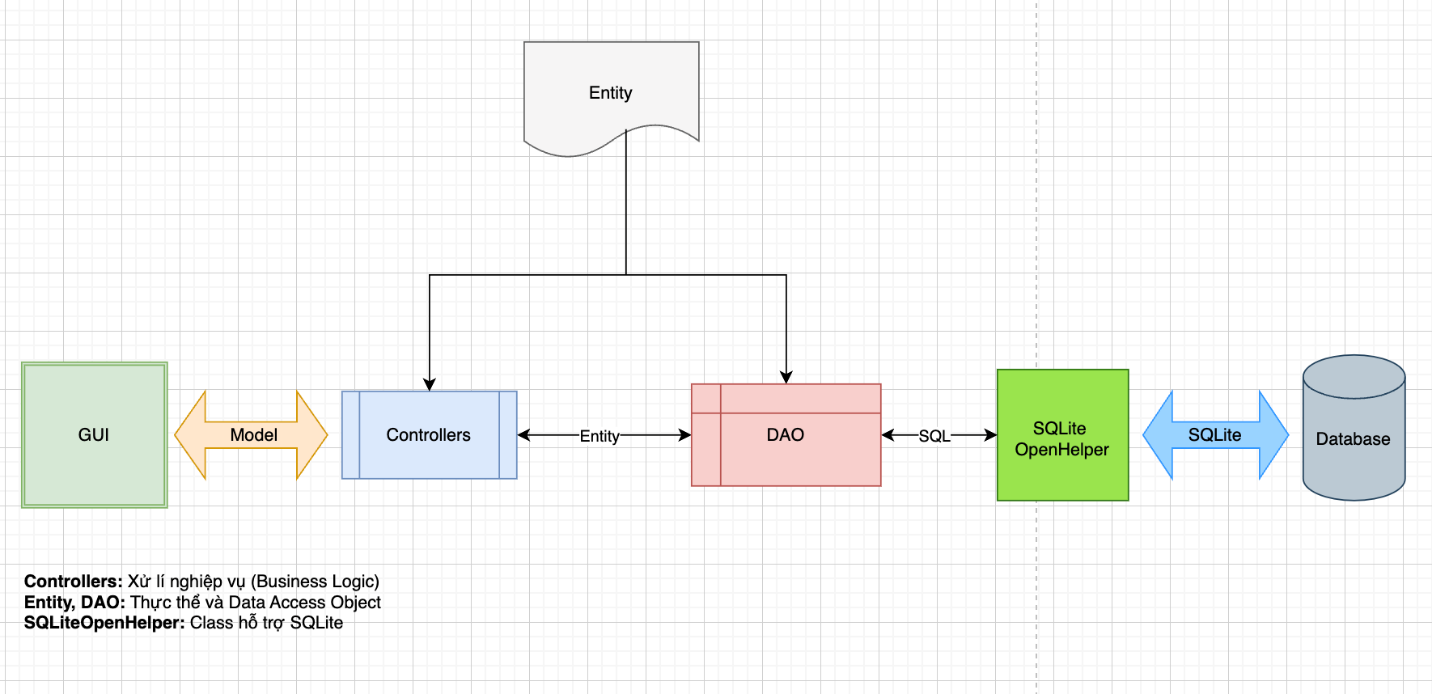 Entity
GUI
Model
Controllers
Entity
DAO
SQL
SQLite
OpenHelper
SQLite
Database
Controllers: Xử lí nghiệp vụ (Business Logic)
Entity, DAO: Thực thể và Data Access Object
SQLiteOpenHelper: Class hỗ trợ SQLite